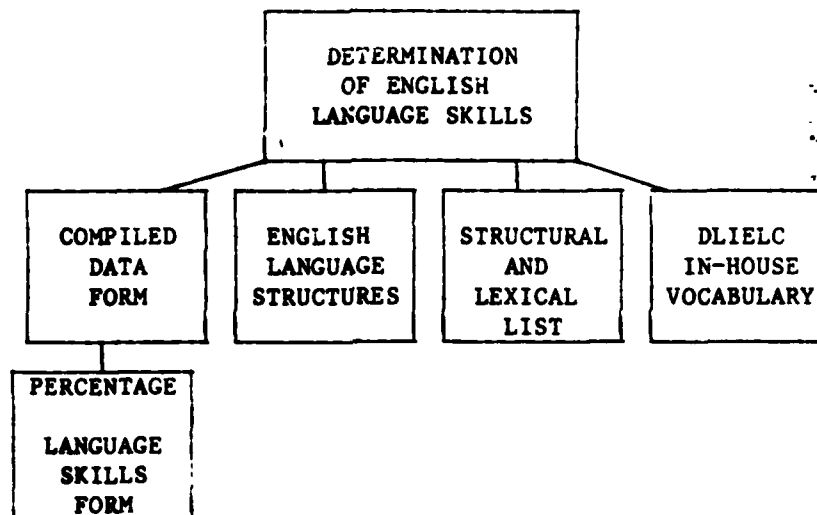 DETERMINATION
OF ENGLISH
LANGUAGE SKILLS
COMPILED
DATA
FORM
ENGLISH
LANGUAGE
STRUCTURES
STRUCTURAL
AND
LEXICAL
LIST
DLIELC
IN-HOUSE
VOCABULARY
PERCENTAGE
LANGUAGE
SKILLS
FORM